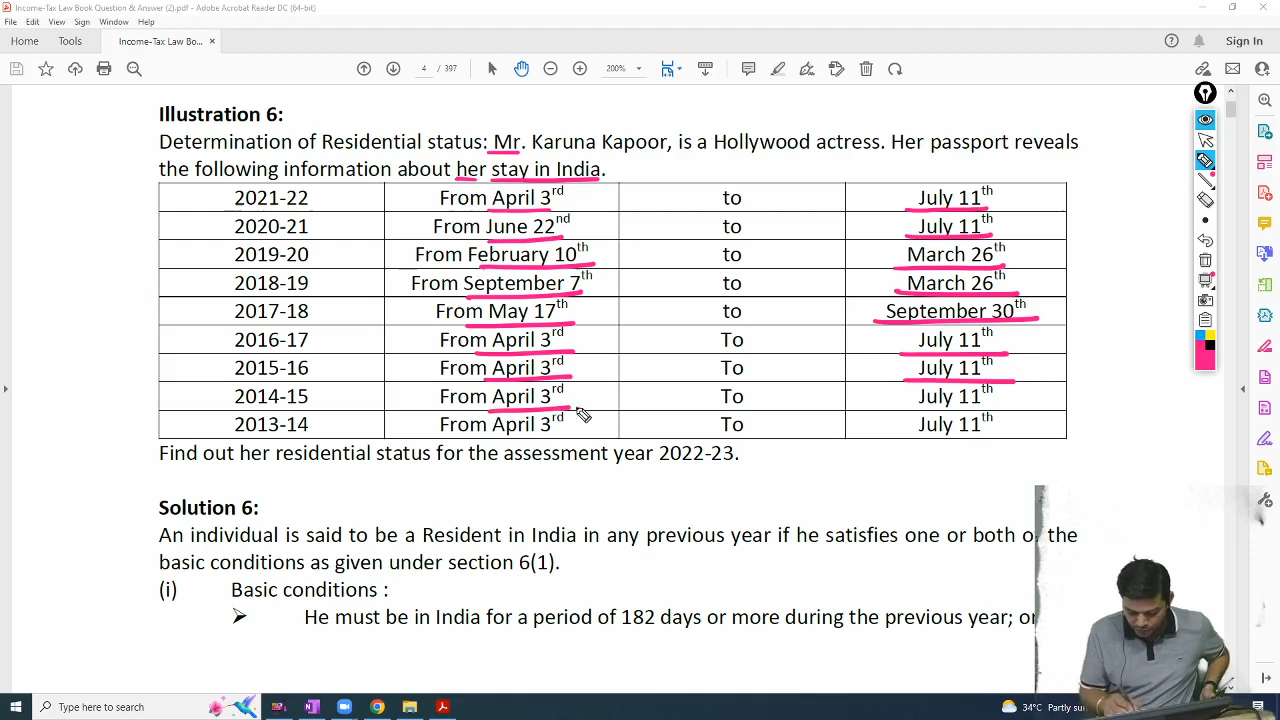 Income-Tax Law Book Question & Answer (2).pdf - Adobe Acrobat Reader DC (64-bit)
File Edit View Sign Window Help
Home Tools Income-Tax Law Bo... × Sign In
4 / 397 200%
Illustration 6:
Determination of Residential status: Mr. Karuna Kapoor, is a Hollywood actress. Her passport reveals
the following information about her stay in India.
2021-22 From April 3rd to July 11th
2020-21 From June 22nd to July 11th
2019-20 From February 10th to March 26th
2018-19 From September 7th to March 26th
2017-18 From May 17th to September 30th
2016-17 From April 3rd To July 11th
2015-16 From April 3rd To July 11th
2014-15 From April 3rd To July 11th
2013-14 From April 3rd To July 11th
Find out her residential status for the assessment year 2022-23.
Solution 6:
An individual is said to be a Resident in India in any previous year if he satisfies one or both of the
basic conditions as given under section 6(1).
(i) Basic conditions :
➢ He must be in India for a period of 182 days or more during the previous year; or
Type here to search 34°C Partly sun